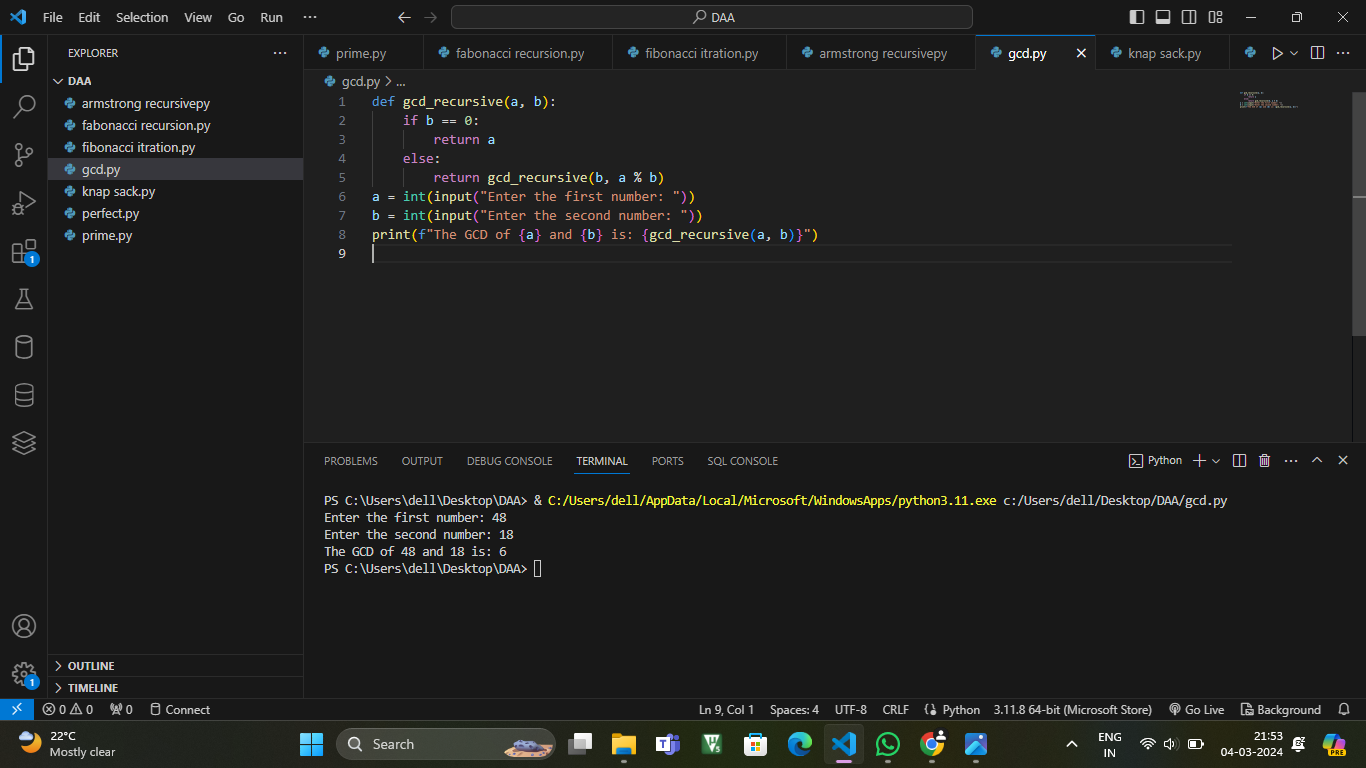 File Edit Selection View Go Run ···
DAA
EXPLORER ···
DAA
armstrong recursivepy
fabonacci recursion.py
fibonacci itration.py
gcd.py
knap sack.py
perfect.py
prime.py
OUTLINE
TIMELINE
1
1
prime.py fabonacci recursion.py fibonacci itration.py armstrong recursivepy gcd.py knap sack.py ···
gcd.py > ...
1 def gcd_recursive(a, b):
2 if b == 0:
3 return a
4 else:
5 return gcd_recursive(b, a % b)
6 a = int(input("Enter the first number: "))
7 b = int(input("Enter the second number: "))
8 print(f"The GCD of {a} and {b} is: {gcd_recursive(a, b)}")
9
PROBLEMS OUTPUT DEBUG CONSOLE TERMINAL PORTS SQL CONSOLE Python ···
PS C:\Users\dell\Desktop\DAA> & C:/Users/dell/AppData/Local/Microsoft/WindowsApps/python3.11.exe c:/Users/dell/Desktop/DAA/gcd.py
Enter the first number: 48
Enter the second number: 18
The GCD of 48 and 18 is: 6
PS C:\Users\dell\Desktop\DAA>
0 0 0 Connect Ln 9, Col 1 Spaces: 4 UTF-8 CRLF Python 3.11.8 64-bit (Microsoft Store) Go Live Background
22°C
Mostly clear
Search
ENG
IN
21:53
04-03-2024
PRE